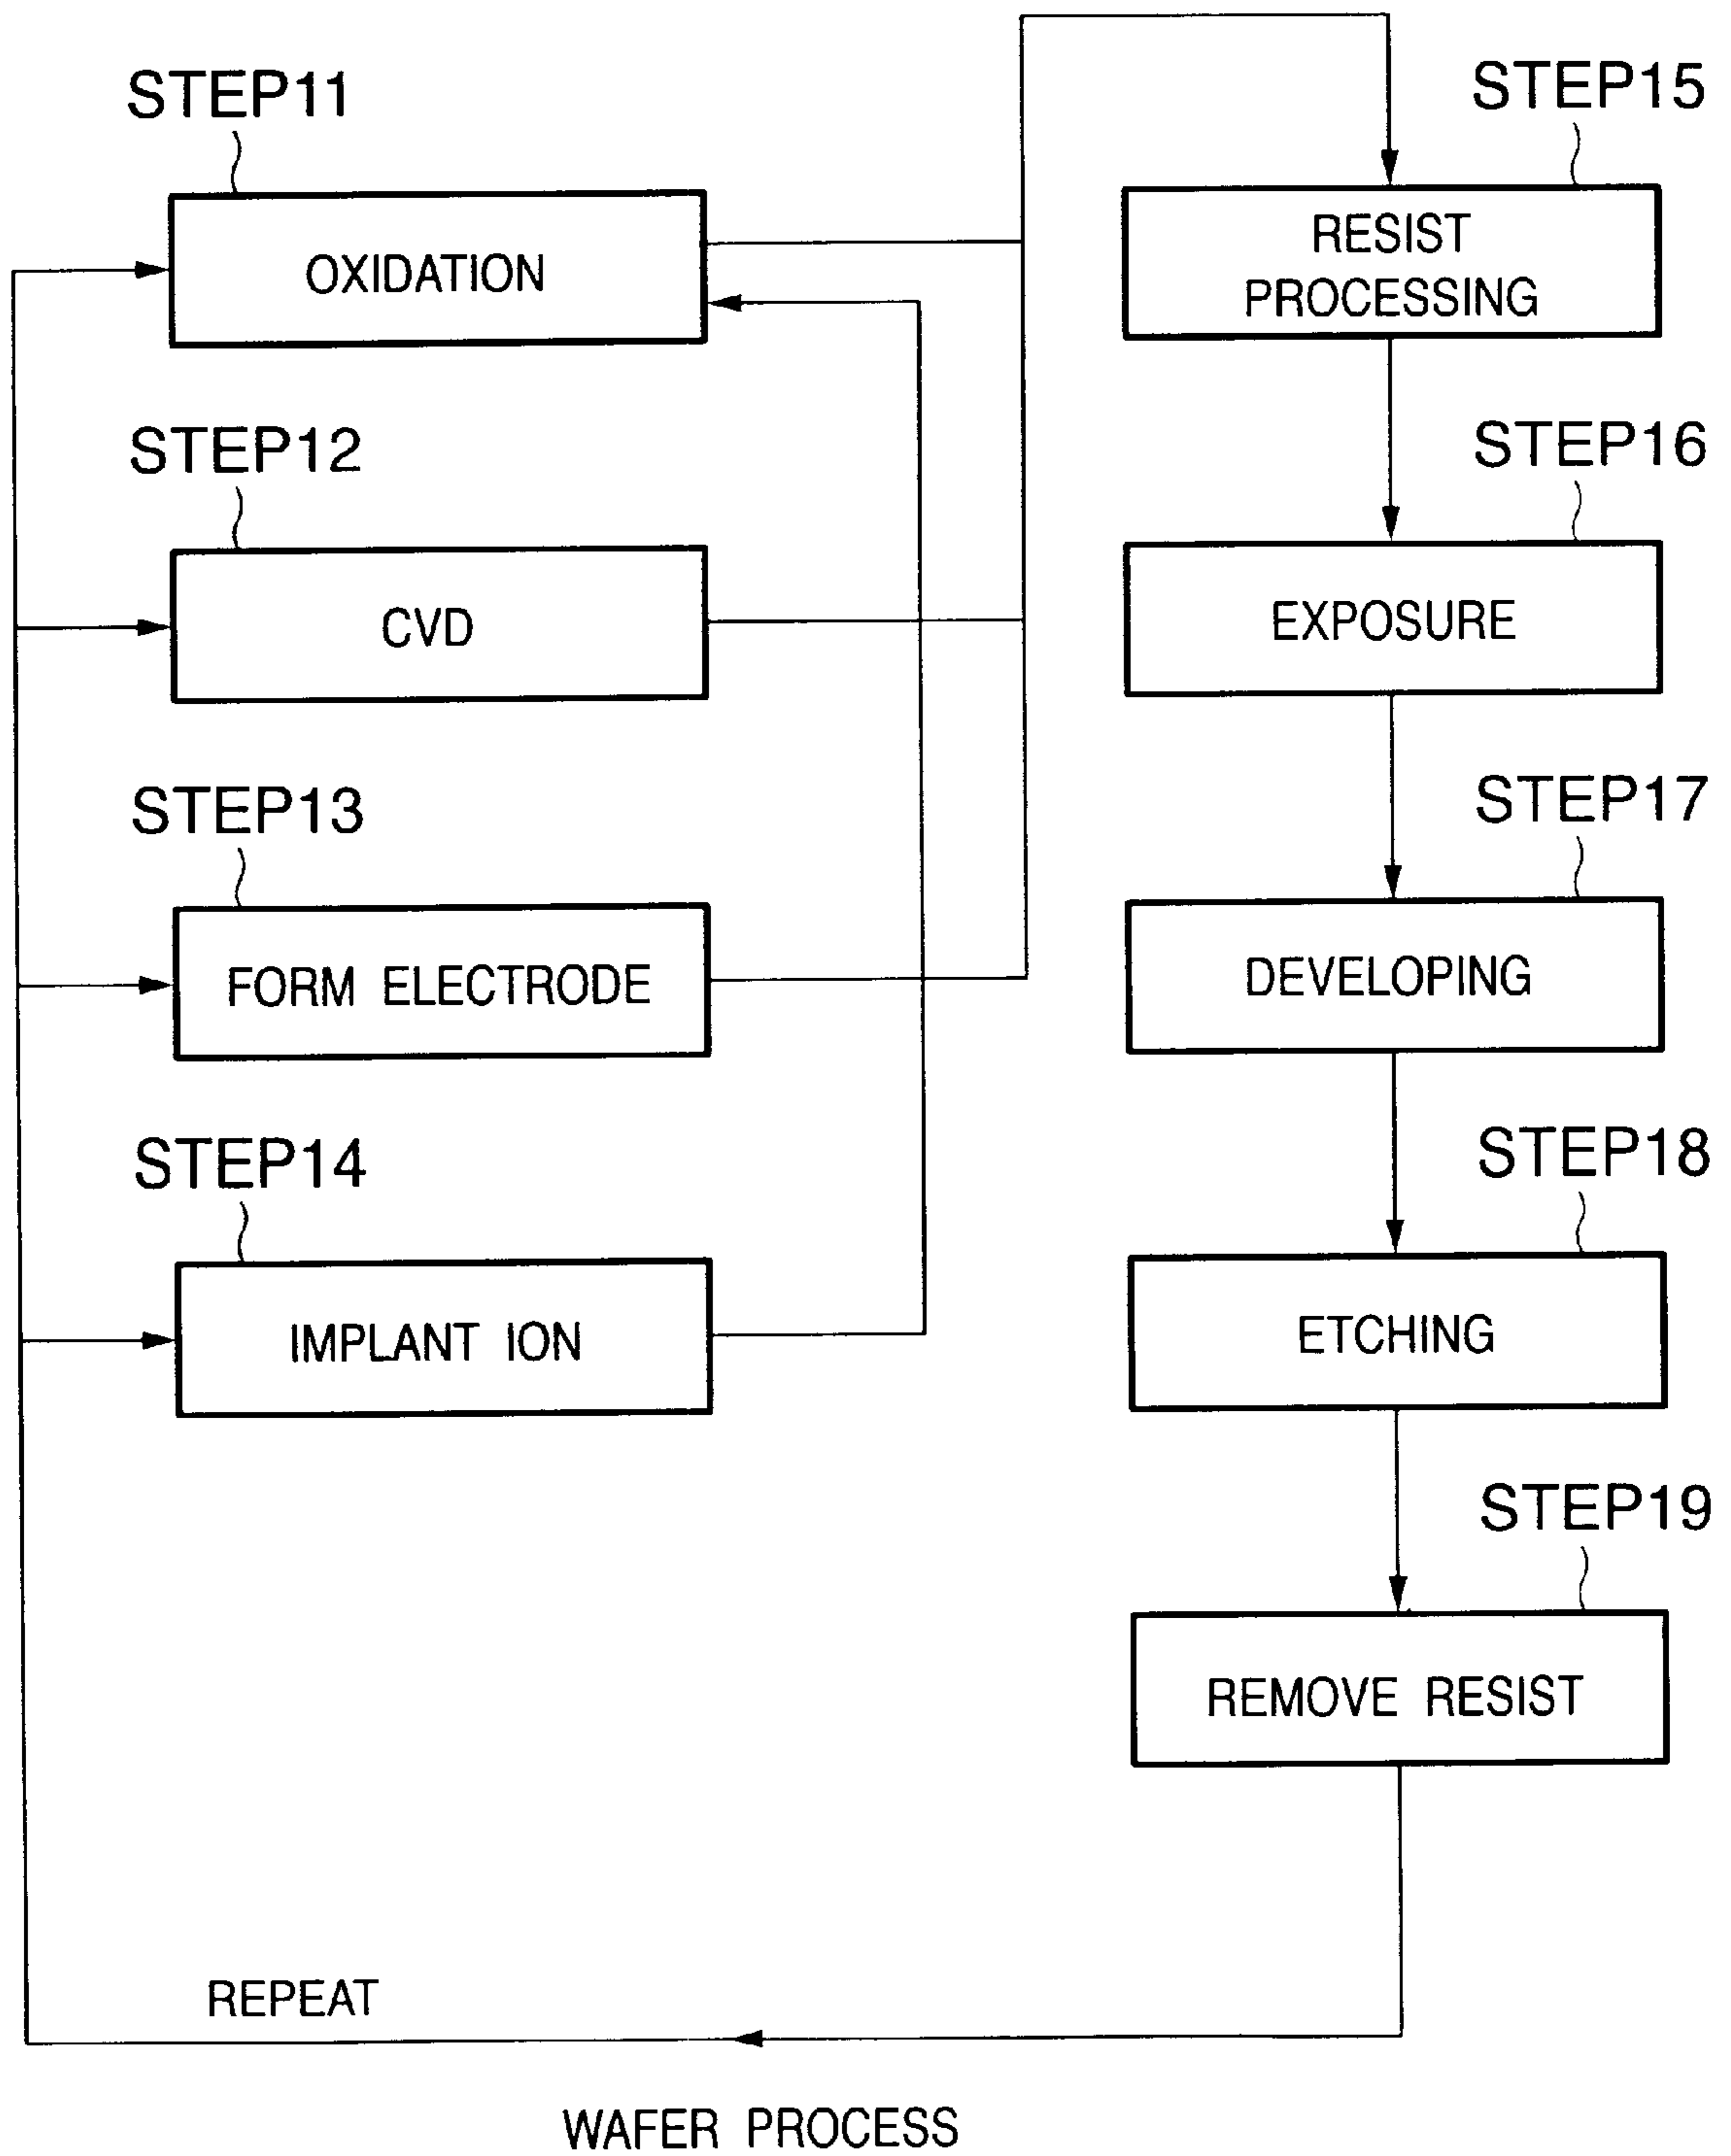 STEP11
OXIDATION
STEP12
CVD
STEP13
FORM ELECTRODE
STEP14
IMPLANT ION
STEP15
RESIST
PROCESSING
STEP16
EXPOSURE
STEP17
DEVELOPING
STEP18
ETCHING
STEP19
REMOVE RESIST
REPEAT
WAFER PROCESS